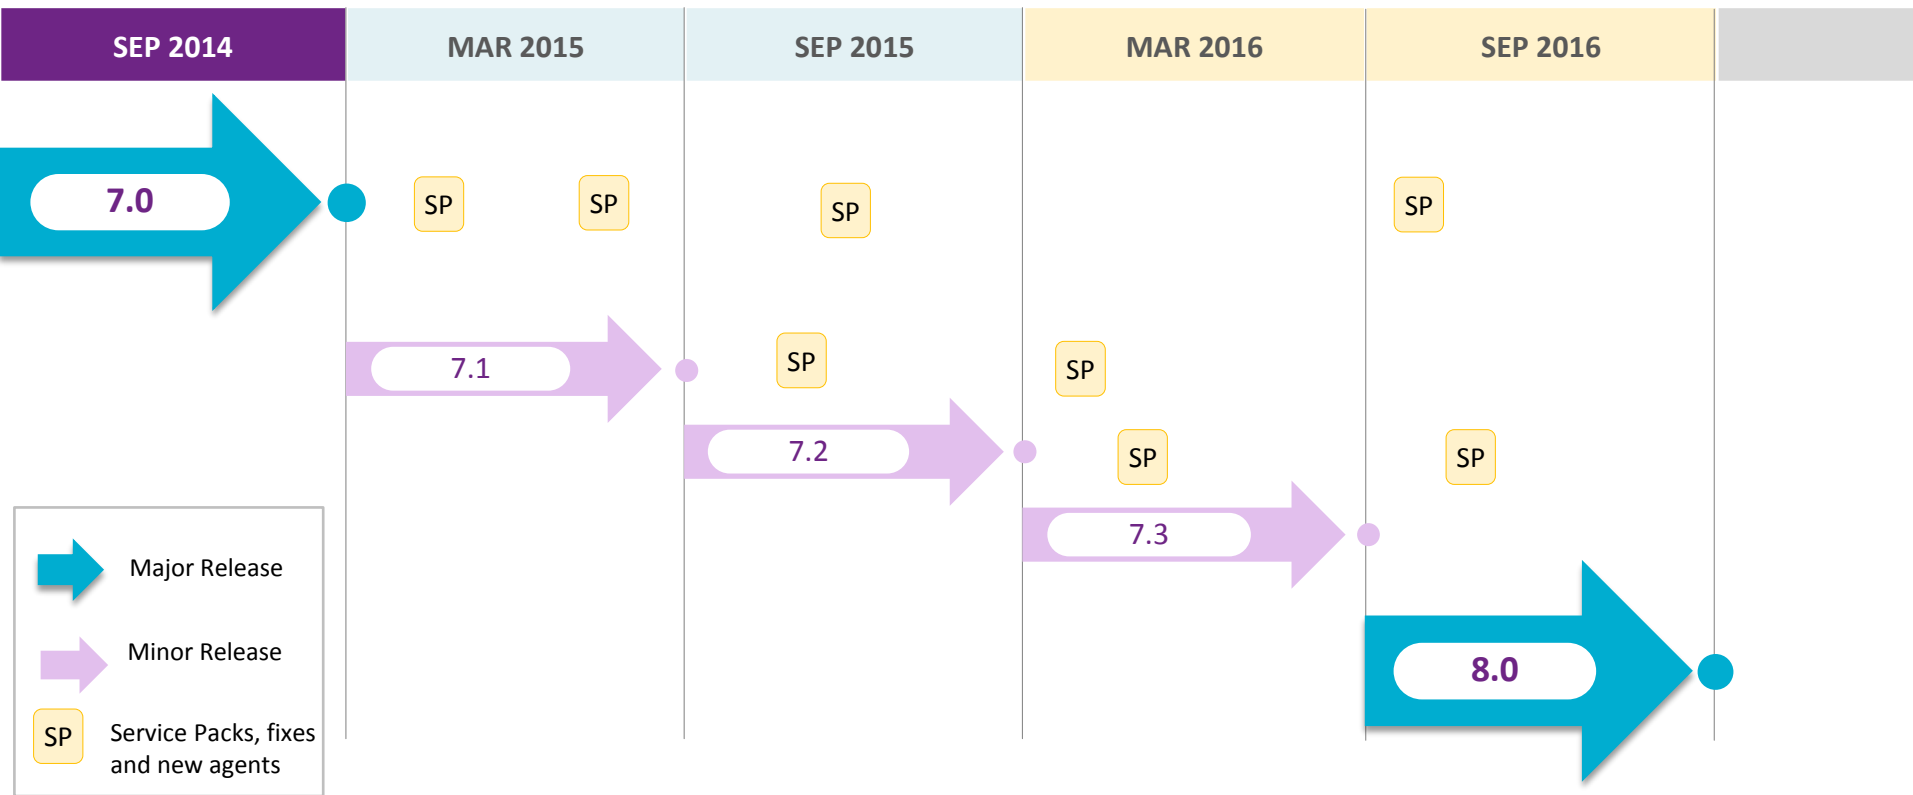 SEP 2014
MAR 2015
SEP 2015
MAR 2016
SEP 2016
7.0
SP
SP
SP
SP
7.1
SP
SP
7.2
SP
SP
7.3
8.0
Major Release
Minor Release
SP
Service Packs, fixes
and new agents